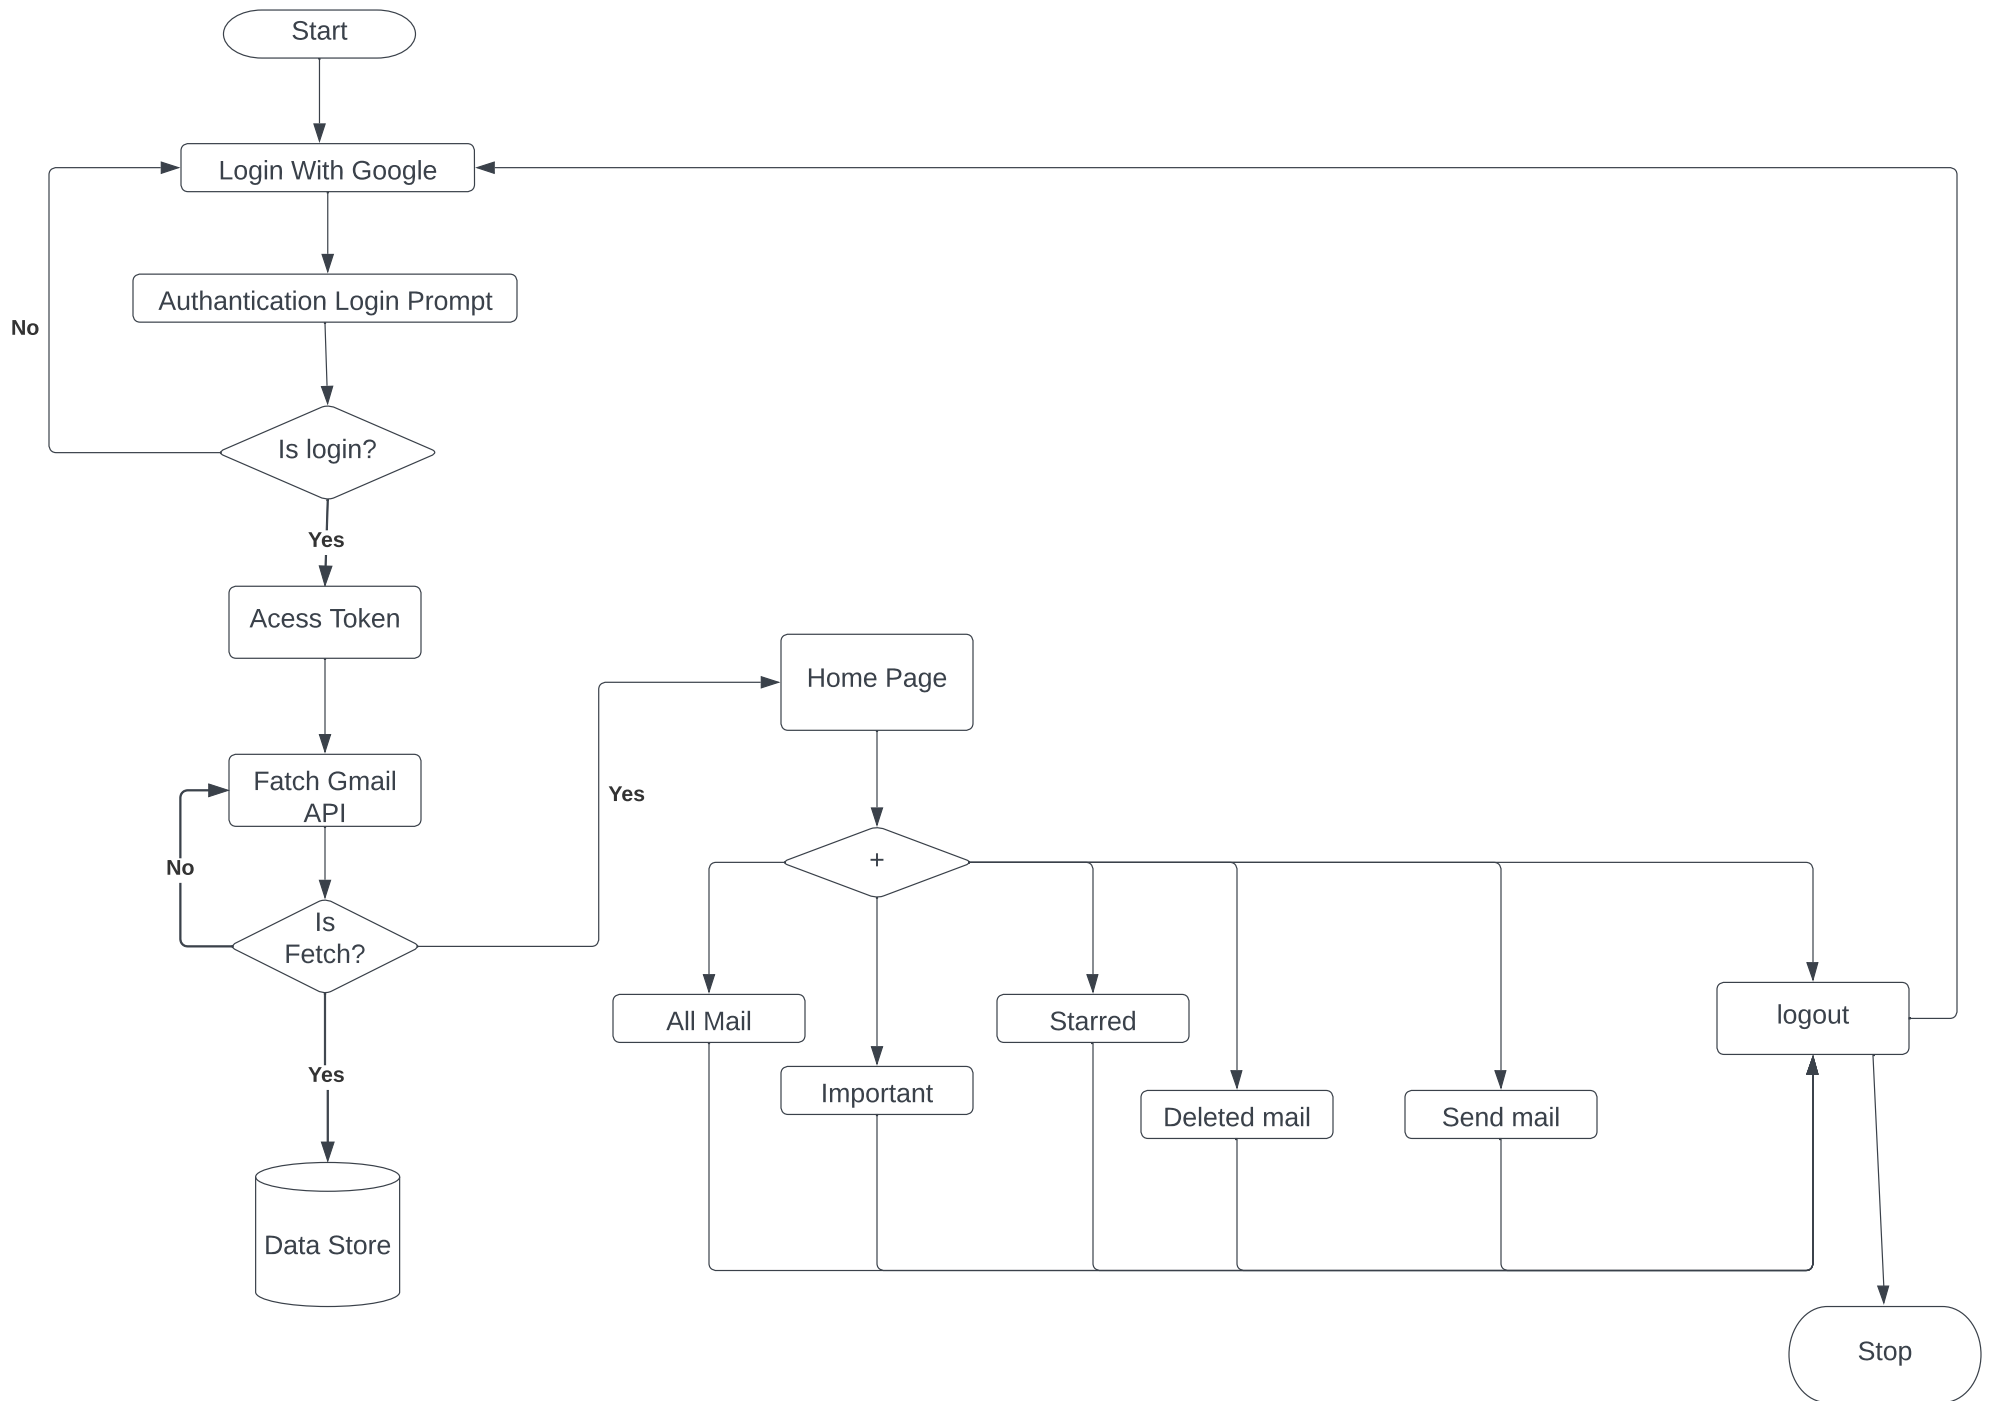 Start
Login With Google
Authantication Login Prompt
No
Is login?
Yes
Acess Token
Home Page
Fatch Gmail
API
Yes
No
+
Is
Fetch?
All Mail
Starred
logout
Important
Deleted mail
Send mail
Yes
Data Store
Stop